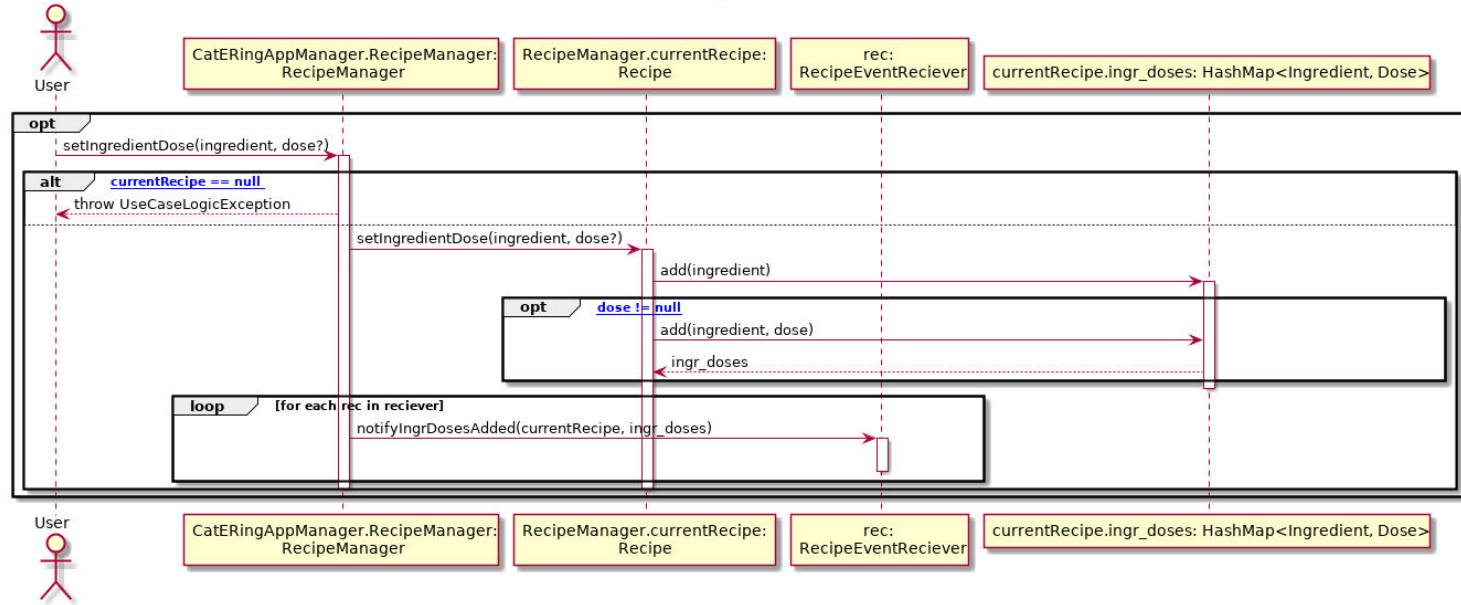 User
CatERingAppManager.RecipeManager:
RecipeManager
RecipeManager.currentRecipe:
Recipe
rec:
RecipeEventReciever
currentRecipe.ingr_doses: HashMap<Ingredient, Dose>
opt
setIngredientDose(ingredient, dose?)
alt
currentRecipe == null
throw UseCaseLogicException
setIngredientDose(ingredient, dose?)
add(ingredient)
opt
dose != null
add(ingredient, dose)
ingr_doses
loop
[for each rec in reciever]
notifyIngrDosesAdded(currentRecipe, ingr_doses)
User
CatERingAppManager.RecipeManager:
RecipeManager
RecipeManager.currentRecipe:
Recipe
rec:
RecipeEventReciever
currentRecipe.ingr_doses: HashMap<Ingredient, Dose>